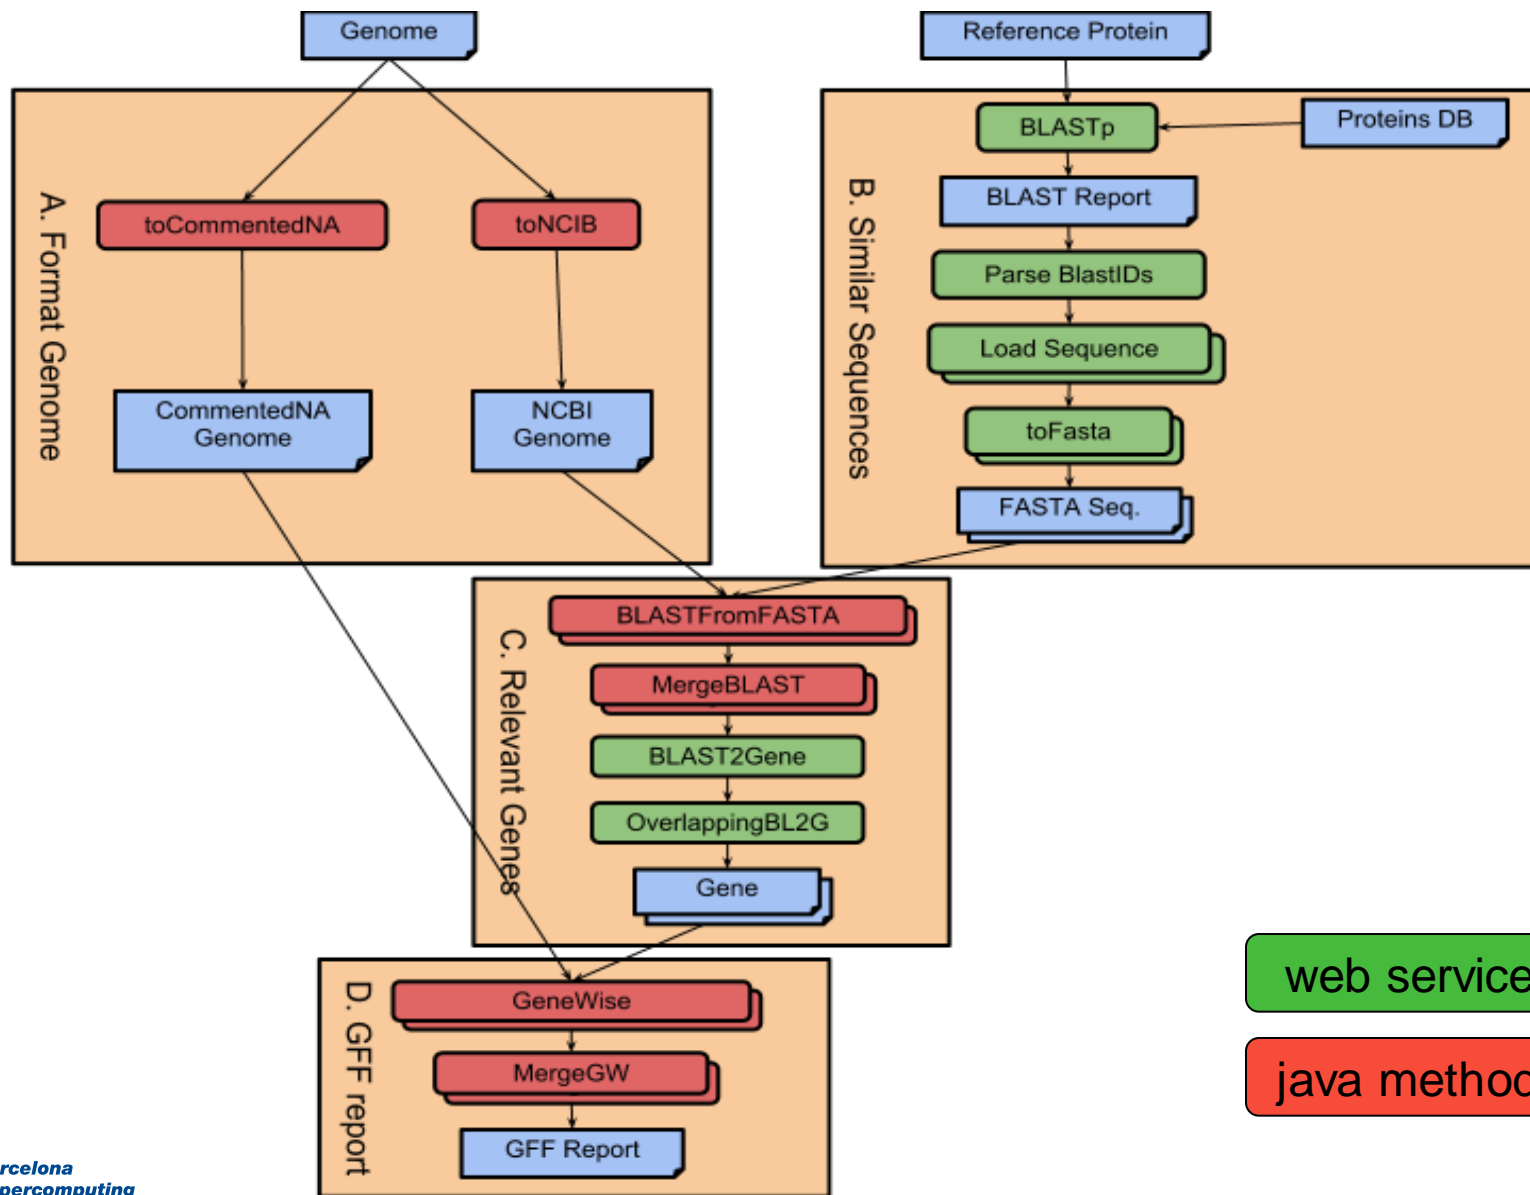 Genome
Reference Protein
A. Format Genome
toCommentedNA
toNCIB
CommentedNA
Genome
NCBI
Genome
B. Similar Sequences
BLASTp
Proteins DB
BLAST Report
Parse BlastIDs
Load Sequence
toFasta
FASTA Seq.
C. Relevant Genes
BLASTFromFASTA
MergeBLAST
BLAST2Gene
OverlappingBL2G
Gene
D. GFF report
GeneWise
MergeGW
GFF Report
web service
java method
rcelona
percomputing